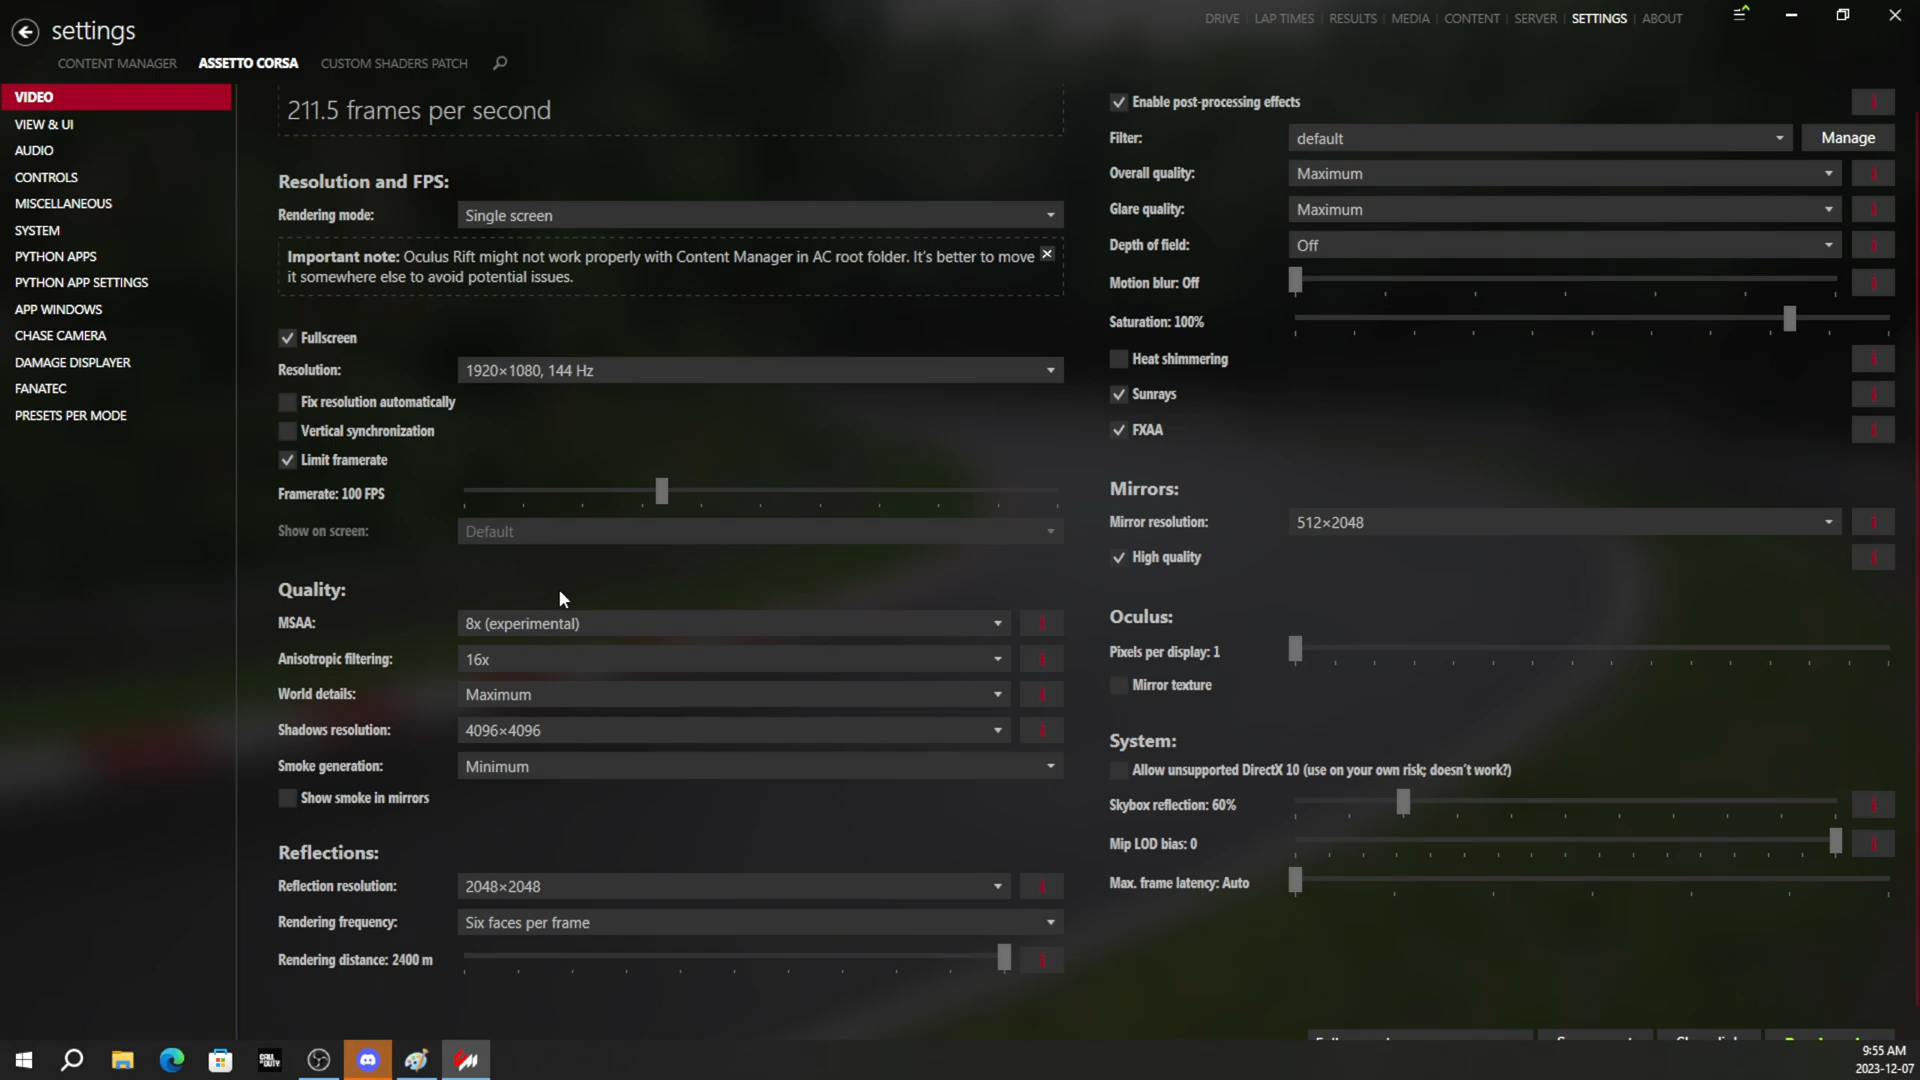 settings
DRIVE | LAP TIMES | RESULTS | MEDIA | CONTENT | SERVER | SETTINGS | ABOUT
CONTENT MANAGER ASSETTO CORSA CUSTOM SHADERS PATCH
VIDEO
VIEW & UI
AUDIO
CONTROLS
MISCELLANEOUS
SYSTEM
PYTHON APPS
PYTHON APP SETTINGS
APP WINDOWS
CHASE CAMERA
DAMAGE DISPLAYER
FANATEC
PRESETS PER MODE
211.5 frames per second
Resolution and FPS:
Rendering mode: Single screen
Important note: Oculus Rift might not work properly with Content Manager in AC root folder. It's better to move
it somewhere else to avoid potential issues.
Fullscreen
Resolution: 1920×1080, 144 Hz
Fix resolution automatically
Vertical synchronization
Limit framerate
Framerate: 100 FPS
Show on screen: Default
Quality:
MSAA: 8x (experimental)
Anisotropic filtering: 16x
World details: Maximum
Shadows resolution: 4096×4096
Smoke generation: Minimum
Show smoke in mirrors
Reflections:
Reflection resolution: 2048×2048
Rendering frequency: Six faces per frame
Rendering distance: 2400 m
Enable post-processing effects
Filter: default Manage
Overall quality: Maximum
Glare quality: Maximum
Depth of field: Off
Motion blur: Off
Saturation: 100%
Heat shimmering
Sunrays
FXAA
Mirrors:
Mirror resolution: 512×2048
High quality
Oculus:
Pixels per display: 1
Mirror texture
System:
Allow unsupported DirectX 10 (use on your own risk; doesn't work?)
Skybox reflection: 60%
Mip LOD bias: 0
Max. frame latency: Auto
CALL OF DUTY
9:55 AM
2023-12-07